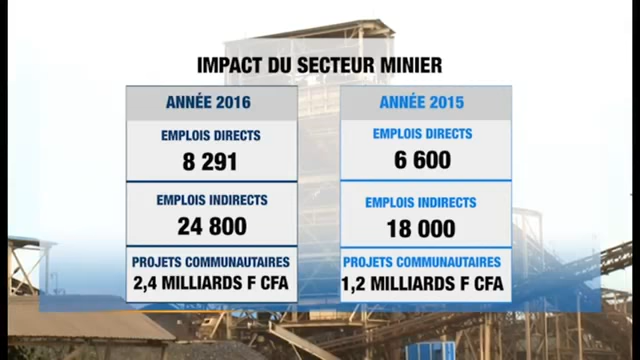 IMPACT DU SECTEUR MINIER
ANNÉE 2016
EMPLOIS DIRECTS
8 291
EMPLOIS INDIRECTS
24 800
PROJETS COMMUNAUTAIRES
2,4 MILLIARDS F CFA
ANNÉE 2015
EMPLOIS DIRECTS
6 600
EMPLOIS INDIRECTS
18 000
PROJETS COMMUNAUTAIRES
1,2 MILLIARDS F CFA